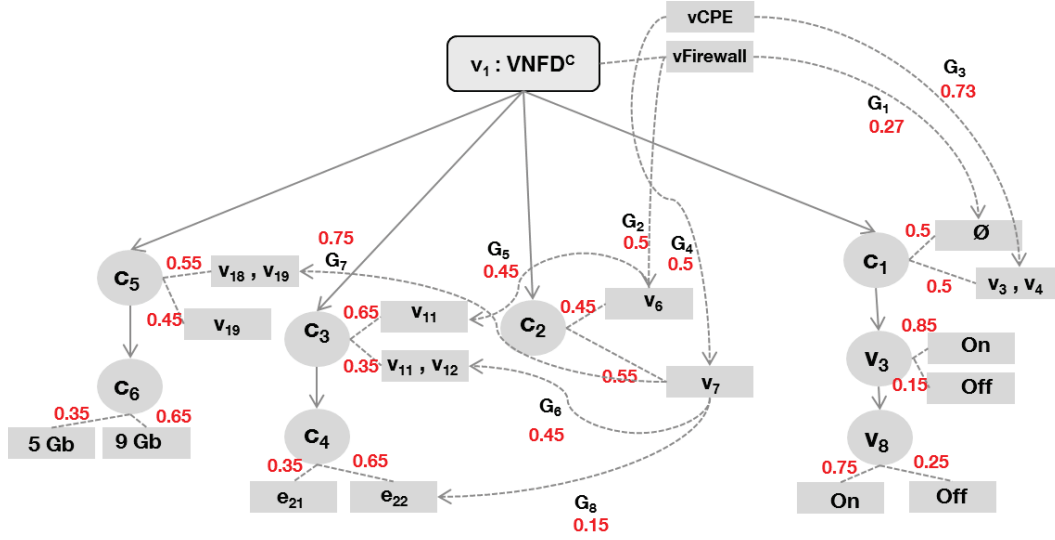 vCPE
v₁ : VNFDᶜ
vFirewall
G₃
0.73
G₁
0.27
0.75
G₇
G₅
0.45
G₂
0.5
G₄
0.5
0.5
Ø
c₁
0.5
v₃ , v₄
c₅
0.55
v₁₈ , v₁₉
0.45
v₁₉
c₃
0.65
v₁₁
0.35
v₁₁ , v₁₂
c₂
0.45
v₆
0.55
v₇
v₃
0.85
On
0.15
Off
c₆
0.35
0.65
5 Gb
9 Gb
G₆
0.45
c₄
0.35
0.65
e₂₁
e₂₂
G₈
0.15
v₈
0.75
0.25
On
Off